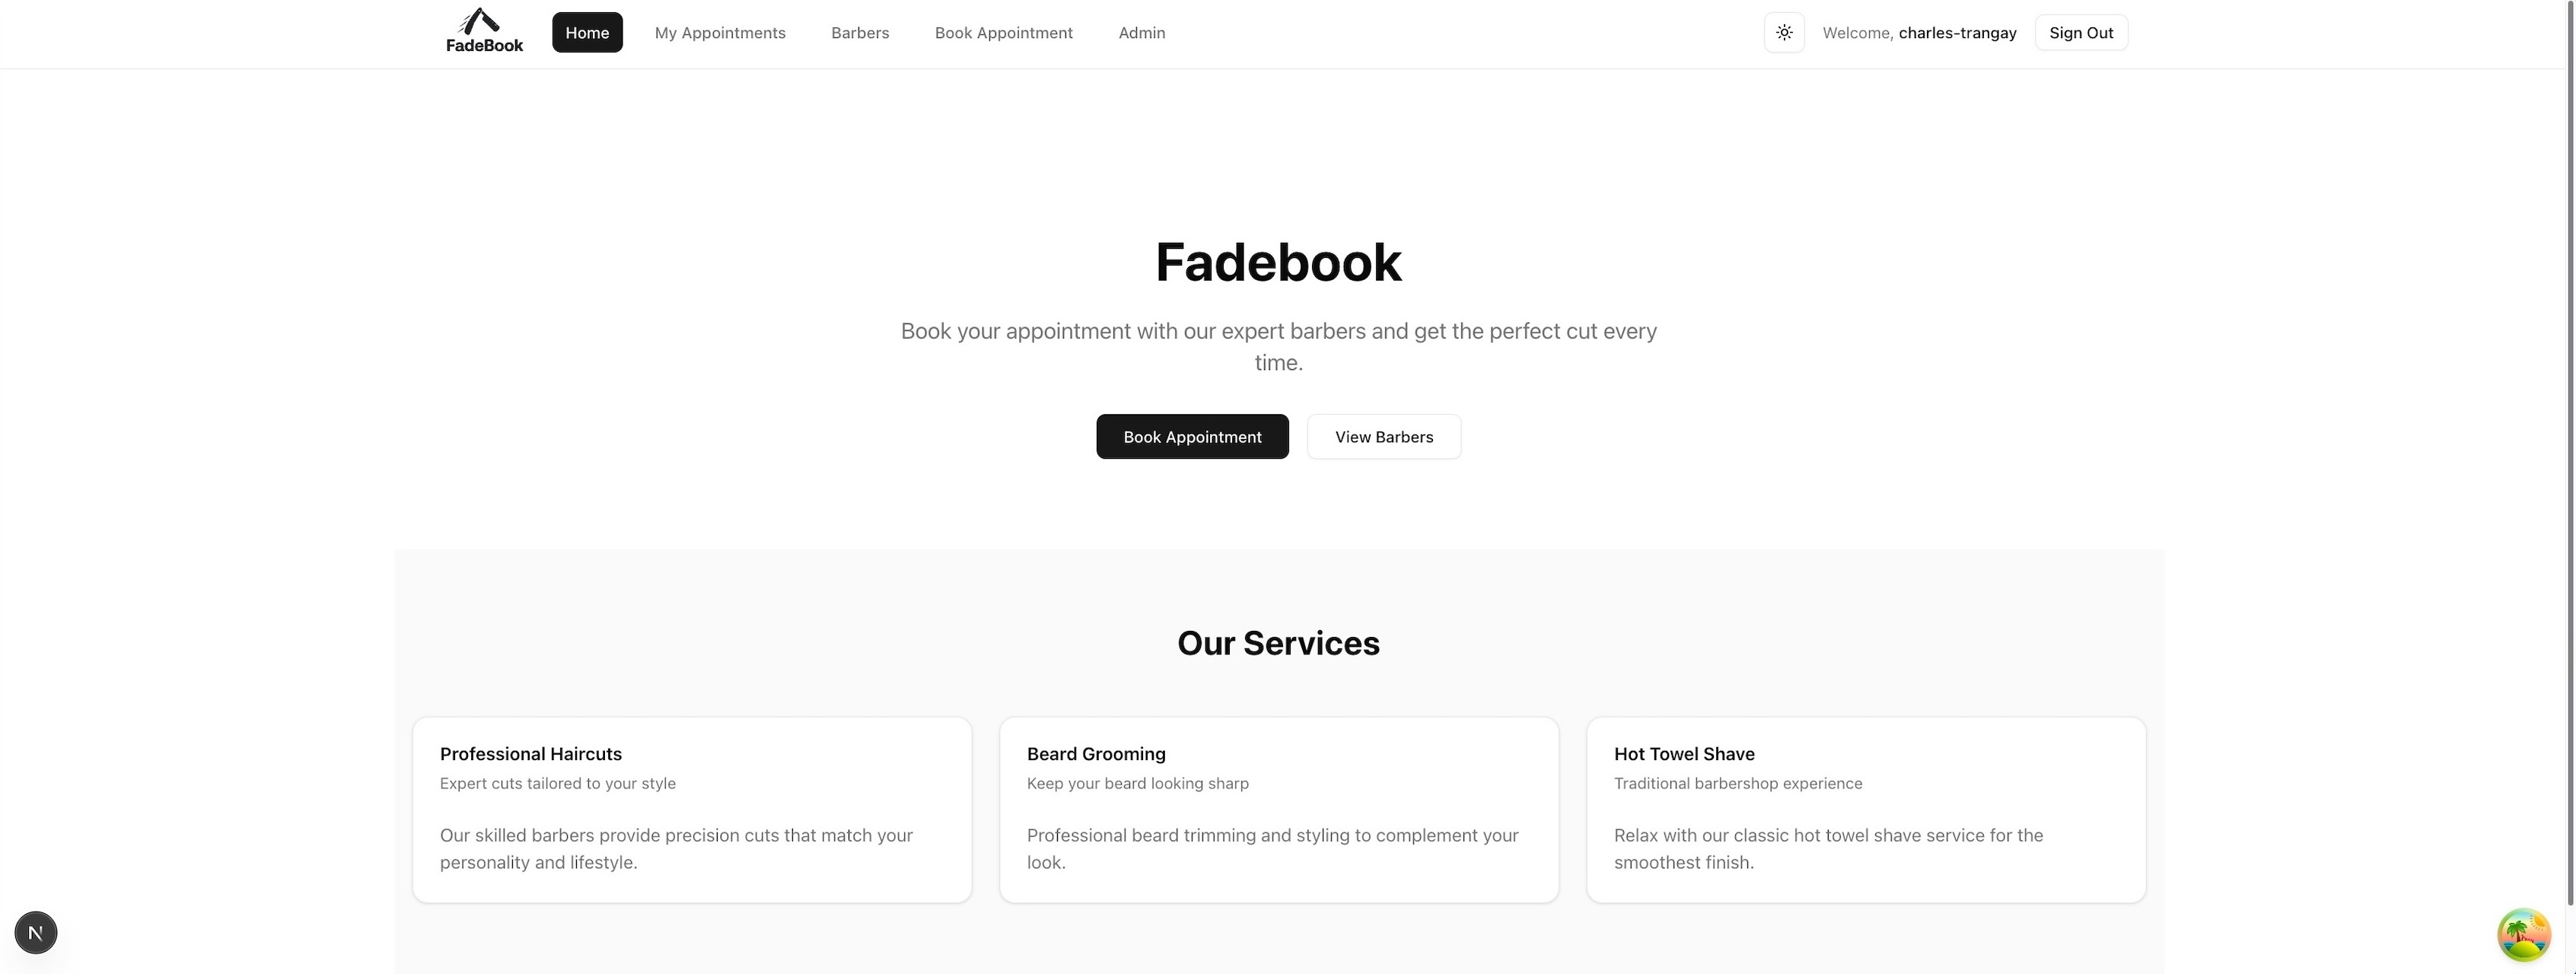 FadeBook
Home
My Appointments
Barbers
Book Appointment
Admin
Welcome, charles-trangay
Sign Out
Fadebook
Book your appointment with our expert barbers and get the perfect cut every
time.
Book Appointment
View Barbers
Our Services
Professional Haircuts
Expert cuts tailored to your style
Our skilled barbers provide precision cuts that match your
personality and lifestyle.
Beard Grooming
Keep your beard looking sharp
Professional beard trimming and styling to complement your
look.
Hot Towel Shave
Traditional barbershop experience
Relax with our classic hot towel shave service for the
smoothest finish.
N